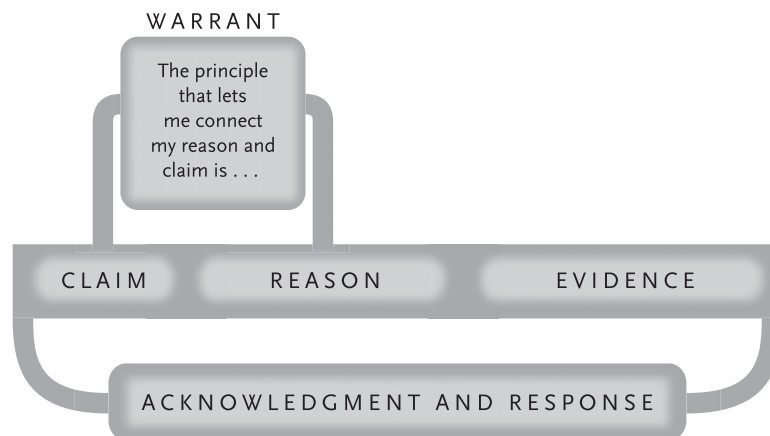 WARRANT
The principle
that lets
me connect
my reason and
claim is . . .
CLAIM REASON EVIDENCE
ACKNOWLEDGMENT AND RESPONSE